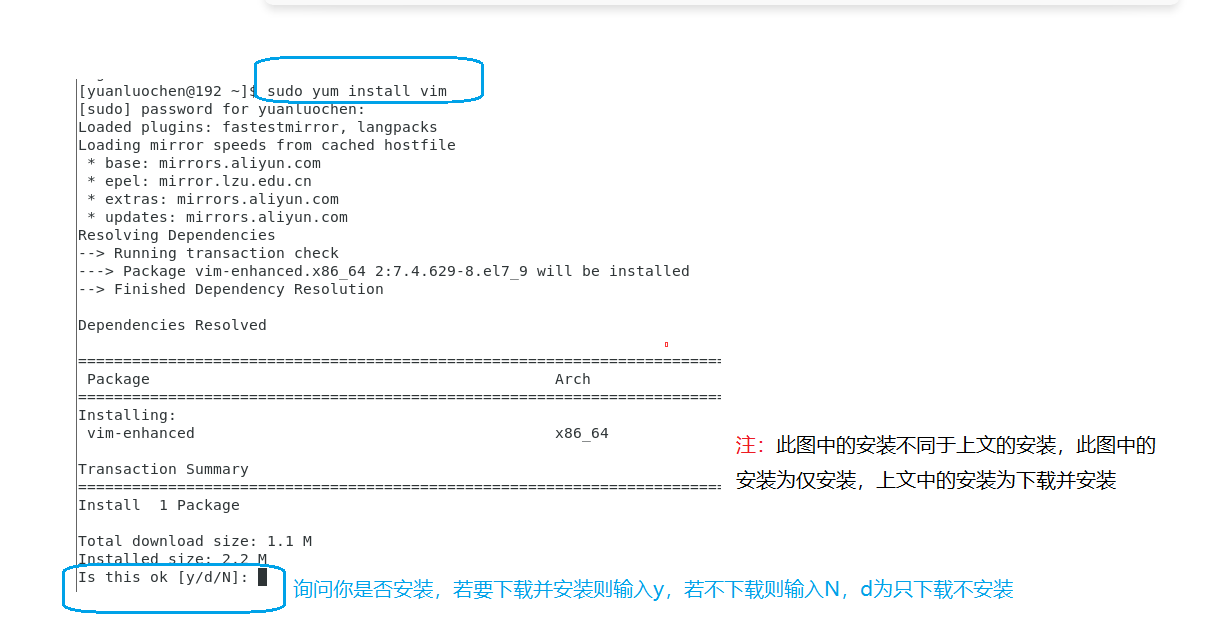 [yuanluochen@192 ~]$ sudo yum install vim
[sudo] password for yuanluochen:
Loaded plugins: fastestmirror, langpacks
Loading mirror speeds from cached hostfile
* base: mirrors.aliyun.com
* epel: mirror.lzu.edu.cn
* extras: mirrors.aliyun.com
* updates: mirrors.aliyun.com
Resolving Dependencies
--> Running transaction check
---> Package vim-enhanced.x86_64 2:7.4.629-8.el7_9 will be installed
--> Finished Dependency Resolution
Dependencies Resolved
================================================================================
Package Arch
================================================================================
Installing:
vim-enhanced x86_64
注：此图中的安装不同于上文的安装，此图中的
安装为仅安装，上文中的安装为下载并安装
Transaction Summary
================================================================================
Install 1 Package
Total download size: 1.1 M
Installed size: 2.2 M
Is this ok [y/d/N]:
询问你是否安装，若要下载并安装则输入y，若不下载则输入N，d为只下载不安装